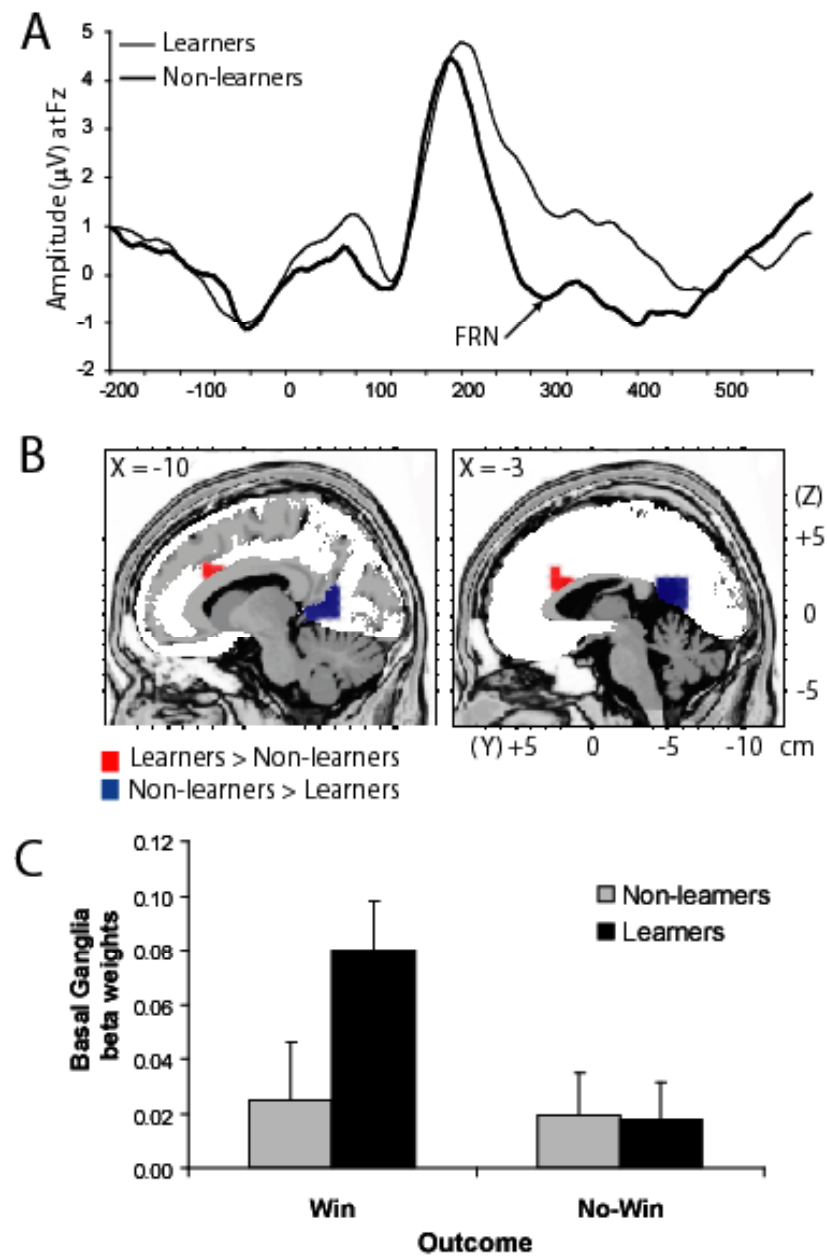 A
Amplitude (μV) at Fz
5
4
3
2
1
0
-1
-2
Learners
Non-learners
FRN
-200 -100 0 100 200 300 400 500
B
X = -10
X = -3
(Z)
+5
0
-5
(Y) +5 0 -5 -10 cm
Learners > Non-learners
Non-learners > Learners
C
Basal Ganglia
beta weights
0.12
0.10
0.08
0.06
0.04
0.02
0.00
Non-learners
Learners
Win No-Win
Outcome